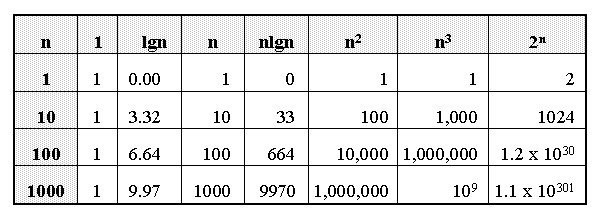 n 1 lgn n nlgn n² n³ 2ⁿ
1 1 0.00 1 0 1 1 2
10 1 3.32 10 33 100 1,000 1024
100 1 6.64 100 664 10,000 1,000,000 1.2 x 10³⁰
1000 1 9.97 1000 9970 1,000,000 10⁹ 1.1 x 10³⁰¹